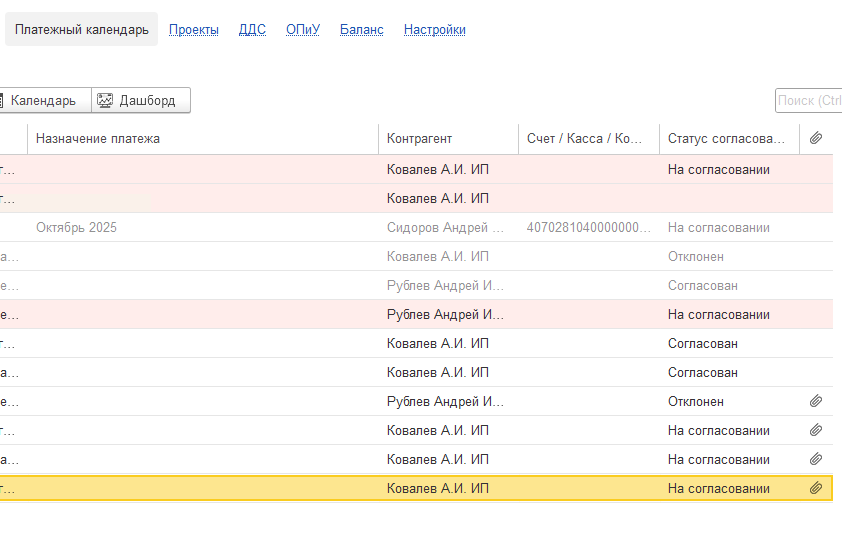 Платежный календарь Проекты ДДС ОПиУ Баланс Настройки
Календарь Дашборд Поиск (Ctrl
Назначение платежа Контрагент Счет / Касса / Ко... Статус согласова...
г... Ковалев А.И. ИП На согласовании
г... Ковалев А.И. ИП
Октябрь 2025 Сидоров Андрей ... 4070281040000000... На согласовании
а... Ковалев А.И. ИП Отклонен
е... Рублев Андрей И... Согласован
е... Рублев Андрей И... На согласовании
г... Ковалев А.И. ИП Согласован
а... Ковалев А.И. ИП Согласован
е... Рублев Андрей И... Отклонен
г... Ковалев А.И. ИП На согласовании
а... Ковалев А.И. ИП На согласовании
г... Ковалев А.И. ИП На согласовании